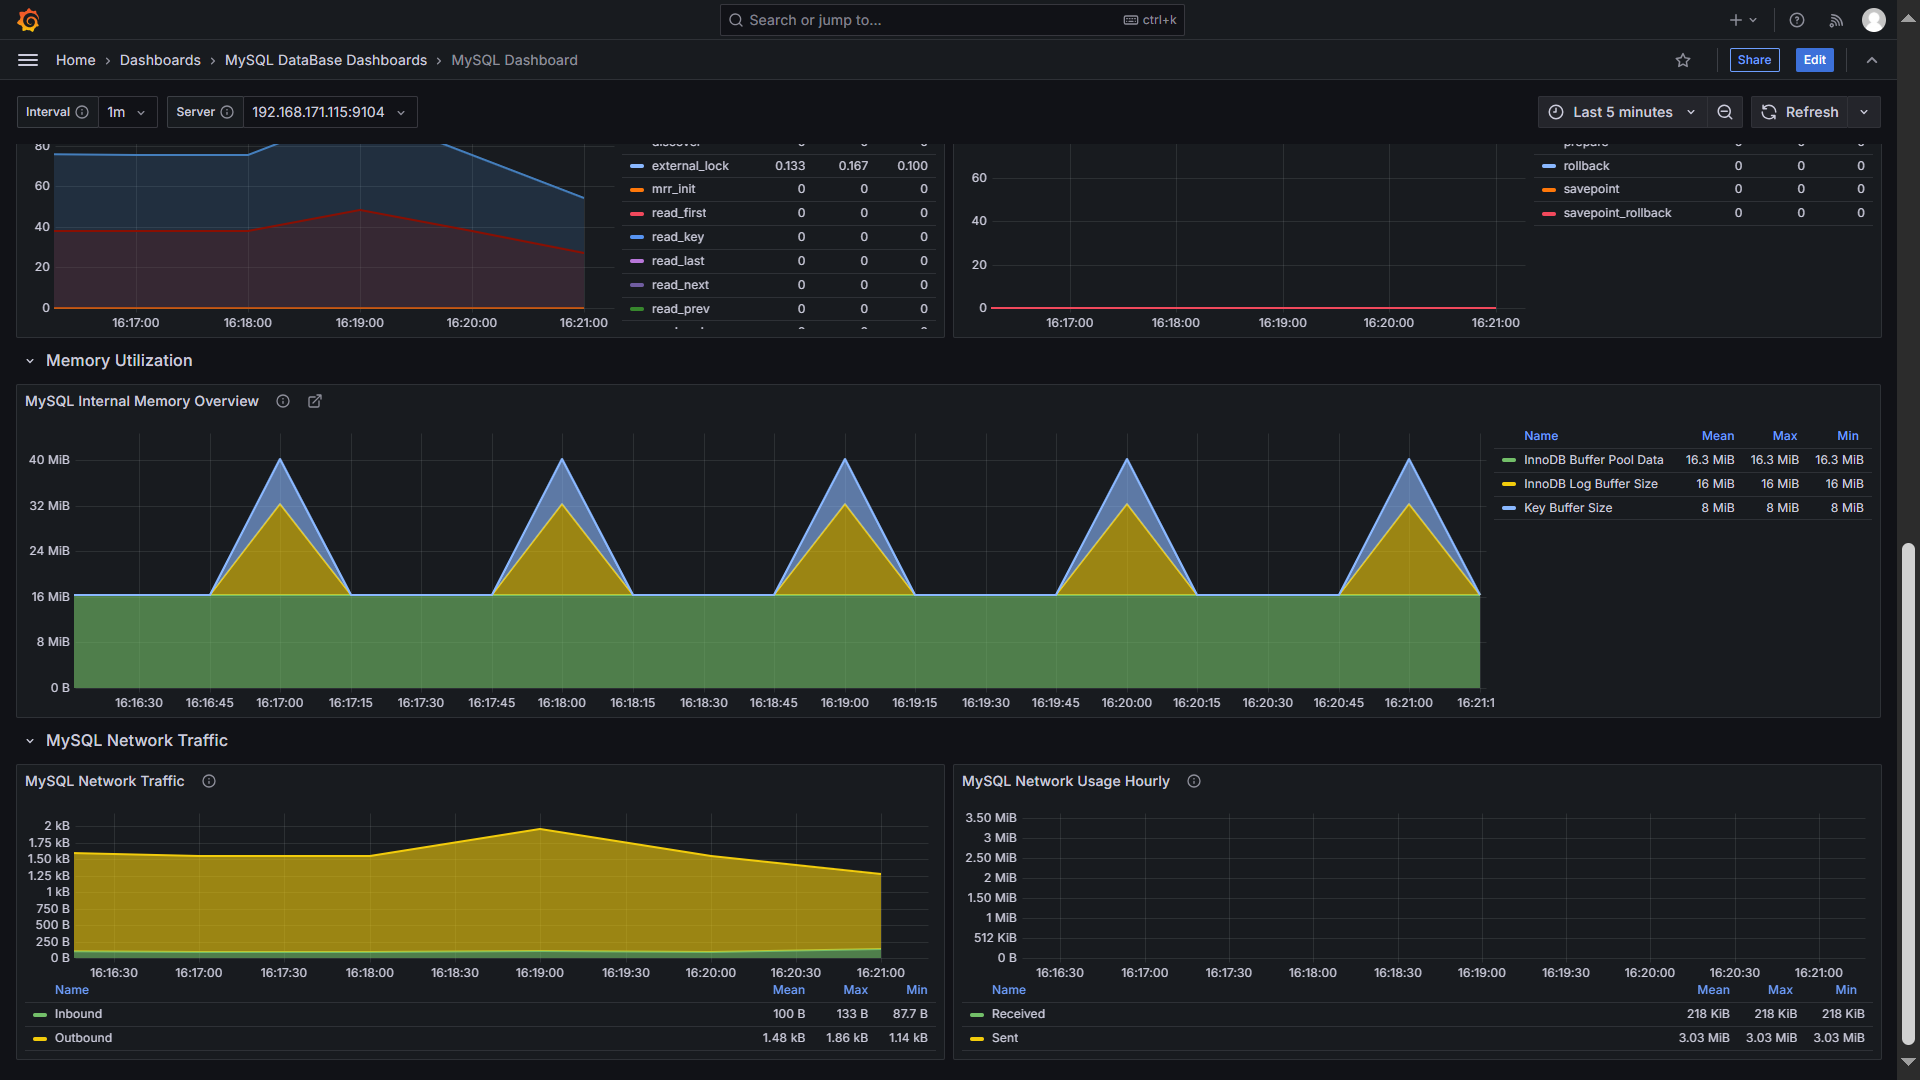 Search or jump to...
ctrl+k
Home › Dashboards › MySQL DataBase Dashboards › MySQL Dashboard
Share
Edit
Interval
1m
Server
192.168.171.115:9104
Last 5 minutes
Refresh
80
60
40
20
0
16:17:00 16:18:00 16:19:00 16:20:00 16:21:00
discover
external_lock 0.133 0.167 0.100
mrr_init 0 0 0
read_first 0 0 0
read_key 0 0 0
read_last 0 0 0
read_next 0 0 0
read_prev 0 0 0
60
40
20
0
16:17:00 16:18:00 16:19:00 16:20:00 16:21:00
prepare
rollback 0 0 0
savepoint 0 0 0
savepoint_rollback 0 0 0
Memory Utilization
MySQL Internal Memory Overview
40 MiB
32 MiB
24 MiB
16 MiB
8 MiB
0 B
16:16:30 16:16:45 16:17:00 16:17:15 16:17:30 16:17:45 16:18:00 16:18:15 16:18:30 16:18:45 16:19:00 16:19:15 16:19:30 16:19:45 16:20:00 16:20:15 16:20:30 16:20:45 16:21:00 16:21:1
Name Mean Max Min
InnoDB Buffer Pool Data 16.3 MiB 16.3 MiB 16.3 MiB
InnoDB Log Buffer Size 16 MiB 16 MiB 16 MiB
Key Buffer Size 8 MiB 8 MiB 8 MiB
MySQL Network Traffic
MySQL Network Traffic
2 kB
1.75 kB
1.50 kB
1.25 kB
1 kB
750 B
500 B
250 B
0 B
16:16:30 16:17:00 16:17:30 16:18:00 16:18:30 16:19:00 16:19:30 16:20:00 16:20:30 16:21:00
Name Mean Max Min
Inbound 100 B 133 B 87.7 B
Outbound 1.48 kB 1.86 kB 1.14 kB
MySQL Network Usage Hourly
3.50 MiB
3 MiB
2.50 MiB
2 MiB
1.50 MiB
1 MiB
512 KiB
0 B
16:16:30 16:17:00 16:17:30 16:18:00 16:18:30 16:19:00 16:19:30 16:20:00 16:20:30 16:21:00
Name Mean Max Min
Received 218 KiB 218 KiB 218 KiB
Sent 3.03 MiB 3.03 MiB 3.03 MiB